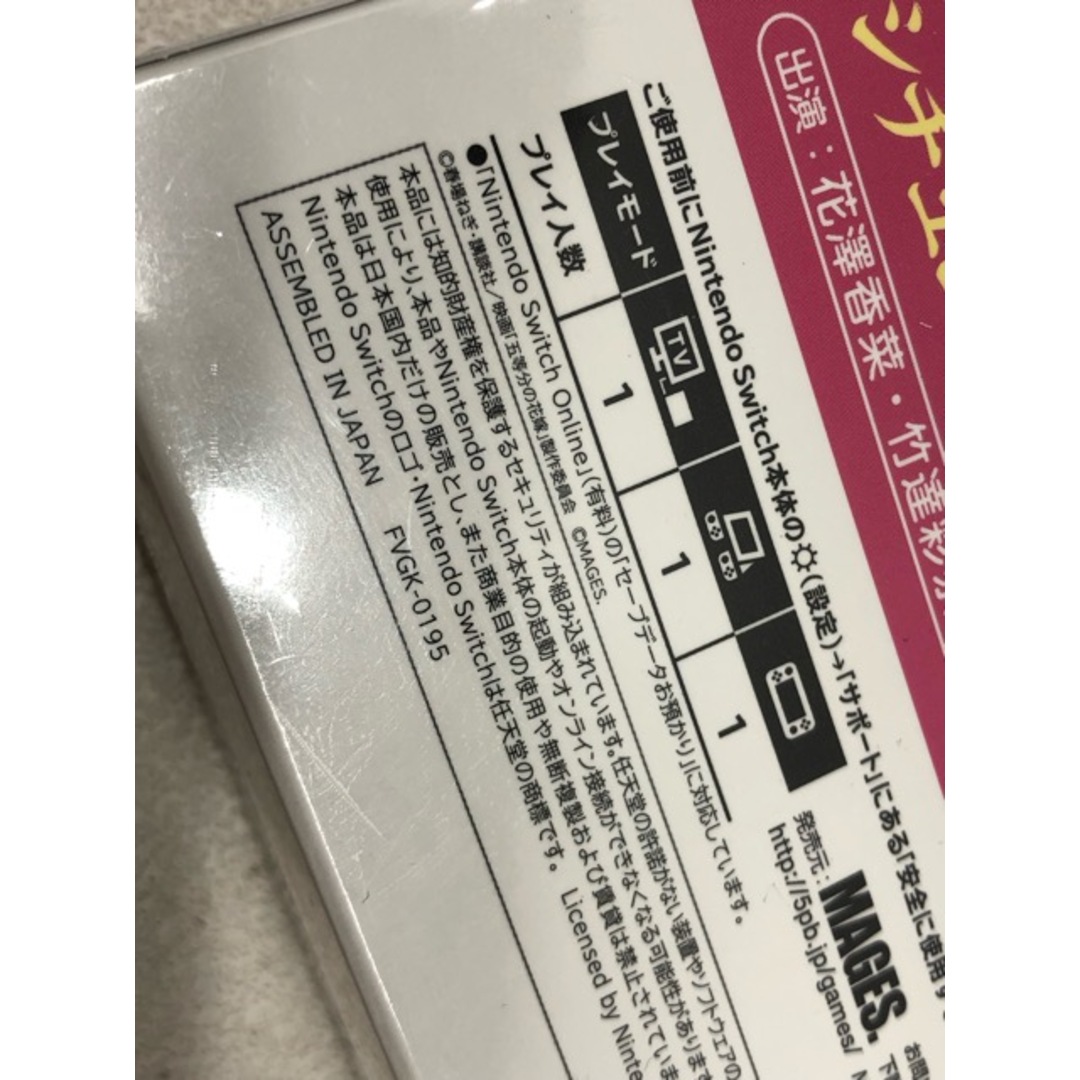 シチュ
出演：花澤香菜・竹達彩
ご使用前にNintendo Switch本体の(設定)→「サポート」にある「安全に使用す
プレイモード TV
プレイ人数 1 1 1
●「Nintendo Switch Online」(有料)の「セーブデータお預かり」に対応しています。
©春場ねぎ・講談社／映画「五等分の花嫁」製作委員会 ©MAGES.
本品には知的財産権を保護するセキュリティが組み込まれています。任天堂の許諾がない装置やソフトウェアの
使用により、本品やNintendo Switch本体の起動やオンライン接続ができなくなる可能性があります
本品は日本国内だけの販売とし、また商業目的の使用や無断複製および賃貸は禁止されていま
Nintendo Switchのロゴ・Nintendo Switchは任天堂の商標です。 Licensed by Ninte
ASSEMBLED IN JAPAN FVGK-0195
発売元：MAGES.
http://5pb.jp/games/
お問